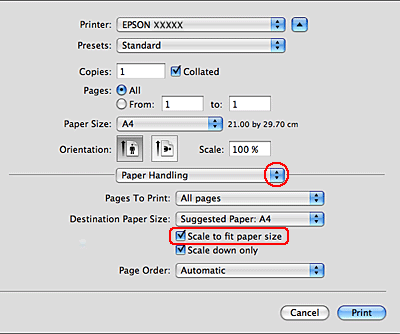 Printer: EPSON XXXXX
Presets: Standard
Copies: 1 Collated
Pages: All
From: 1 to: 1
Paper Size: A4 21.00 by 29.70 cm
Orientation: Scale: 100 %
Paper Handling
Pages To Print: All pages
Destination Paper Size: Suggested Paper: A4
Scale to fit paper size
Scale down only
Page Order: Automatic
Cancel Print